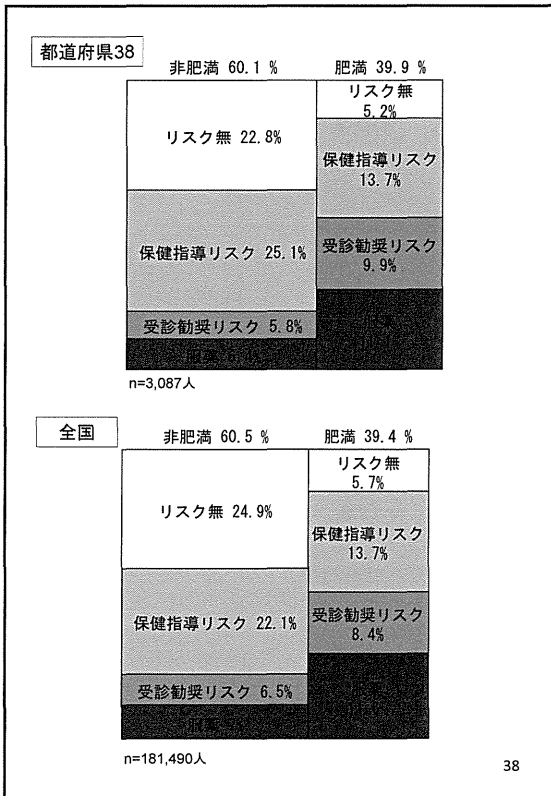 都道府県38
非肥満 60.1 %
肥満 39.9 %
リスク無 22.8%
リスク無
5.2%
保健指導リスク 25.1%
保健指導リスク
13.7%
受診勧奨リスク 5.8%
受診勧奨リスク
9.9%
n=3,087人
全国
非肥満 60.5 %
肥満 39.4 %
リスク無 24.9%
リスク無
5.7%
保健指導リスク 22.1%
保健指導リスク
13.7%
受診勧奨リスク 6.5%
受診勧奨リスク
8.4%
n=181,490人
38